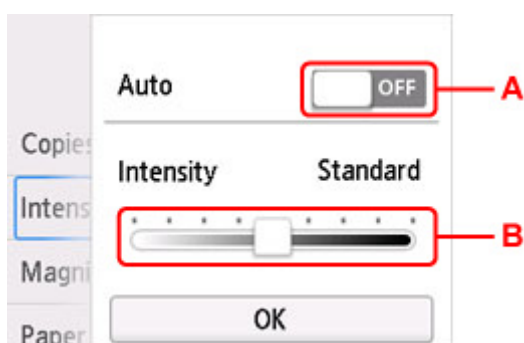 Auto OFF A
Copies
Intensity Standard
Intens
B
Magni
OK
Paper